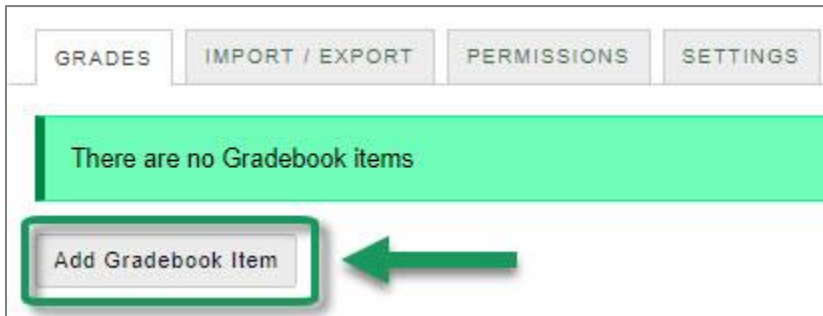 GRADES IMPORT / EXPORT PERMISSIONS SETTINGS
There are no Gradebook items
Add Gradebook Item